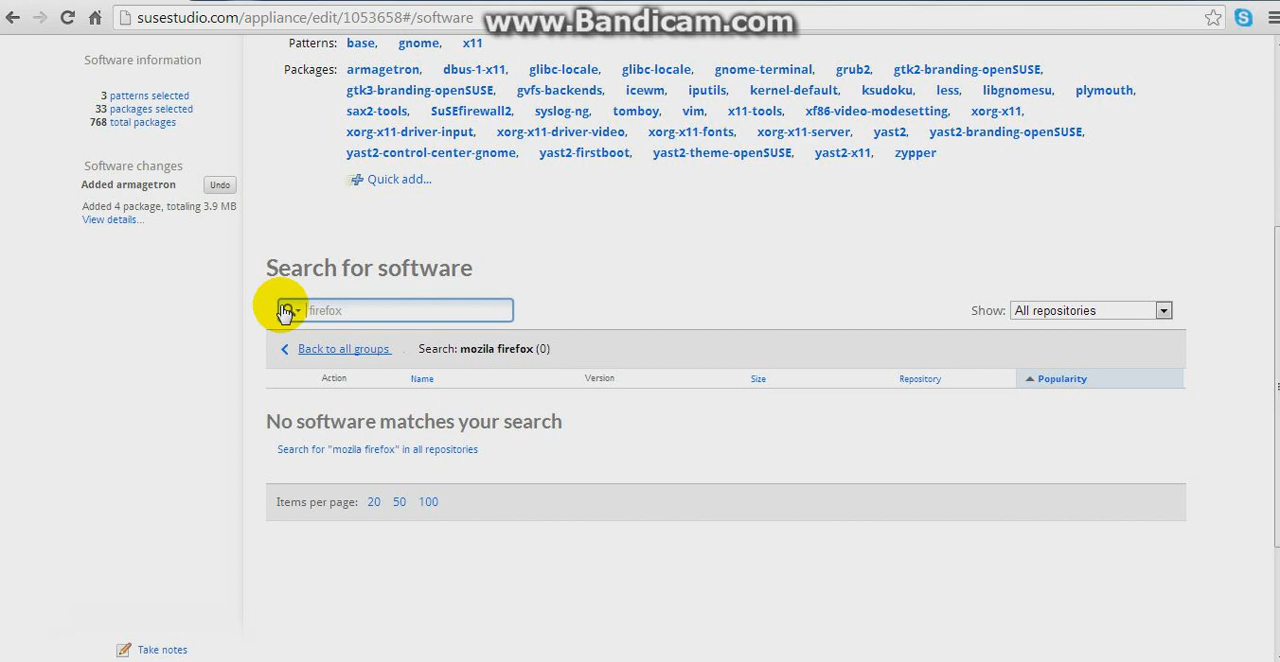 susestudio.com/appliance/edit/1053658#/software
www.Bandicam.com
Software information
3 patterns selected
33 packages selected
768 total packages
Software changes
Added armagetron Undo
Added 4 package, totaling 3.9 MB
View details...
Patterns: base, gnome, x11
Packages: armagetron, dbus-1-x11, glibc-locale, glibc-locale, gnome-terminal, grub2, gtk2-branding-openSUSE,
gtk3-branding-openSUSE, gvfs-backends, icewm, iputils, kernel-default, ksudoku, less, libgnomesu, plymouth,
sax2-tools, SuSEfirewall2, syslog-ng, tomboy, vim, x11-tools, xf86-video-modesetting, xorg-x11,
xorg-x11-driver-input, xorg-x11-driver-video, xorg-x11-fonts, xorg-x11-server, yast2, yast2-branding-openSUSE,
yast2-control-center-gnome, yast2-firstboot, yast2-theme-openSUSE, yast2-x11, zypper
Quick add...
Search for software
firefox Show: All repositories
Back to all groups Search: mozila firefox (0)
Action Name Version Size Repository Popularity
No software matches your search
Search for "mozila firefox" in all repositories
Items per page: 20 50 100
Take notes